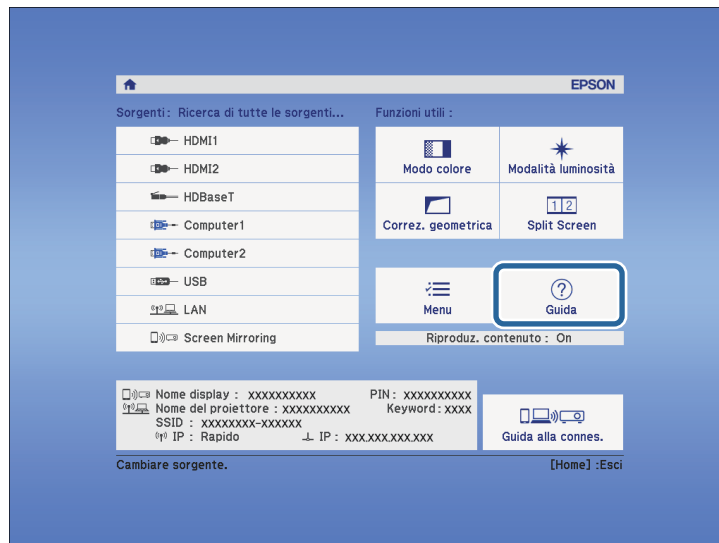 EPSON
Sorgenti: Ricerca di tutte le sorgenti...
HDMI1
HDMI2
HDBaseT
Computer1
Computer2
USB
LAN
Screen Mirroring
Funzioni utili :
Modo colore
Modalità luminosità
Correz. geometrica
1 2
Split Screen
Menu
?
Guida
Riproduz. contenuto : On
Nome display : xxxxxxxxxx PIN : xxxxxxxxxx
Nome del proiettore : xxxxxxxxxx Keyword : xxxx
SSID : xxxxxxxx-xxxxxx
IP : Rapido IP : xxx.xxx.xxx.xxx
Guida alla connes.
Cambiare sorgente. [Home] :Esci